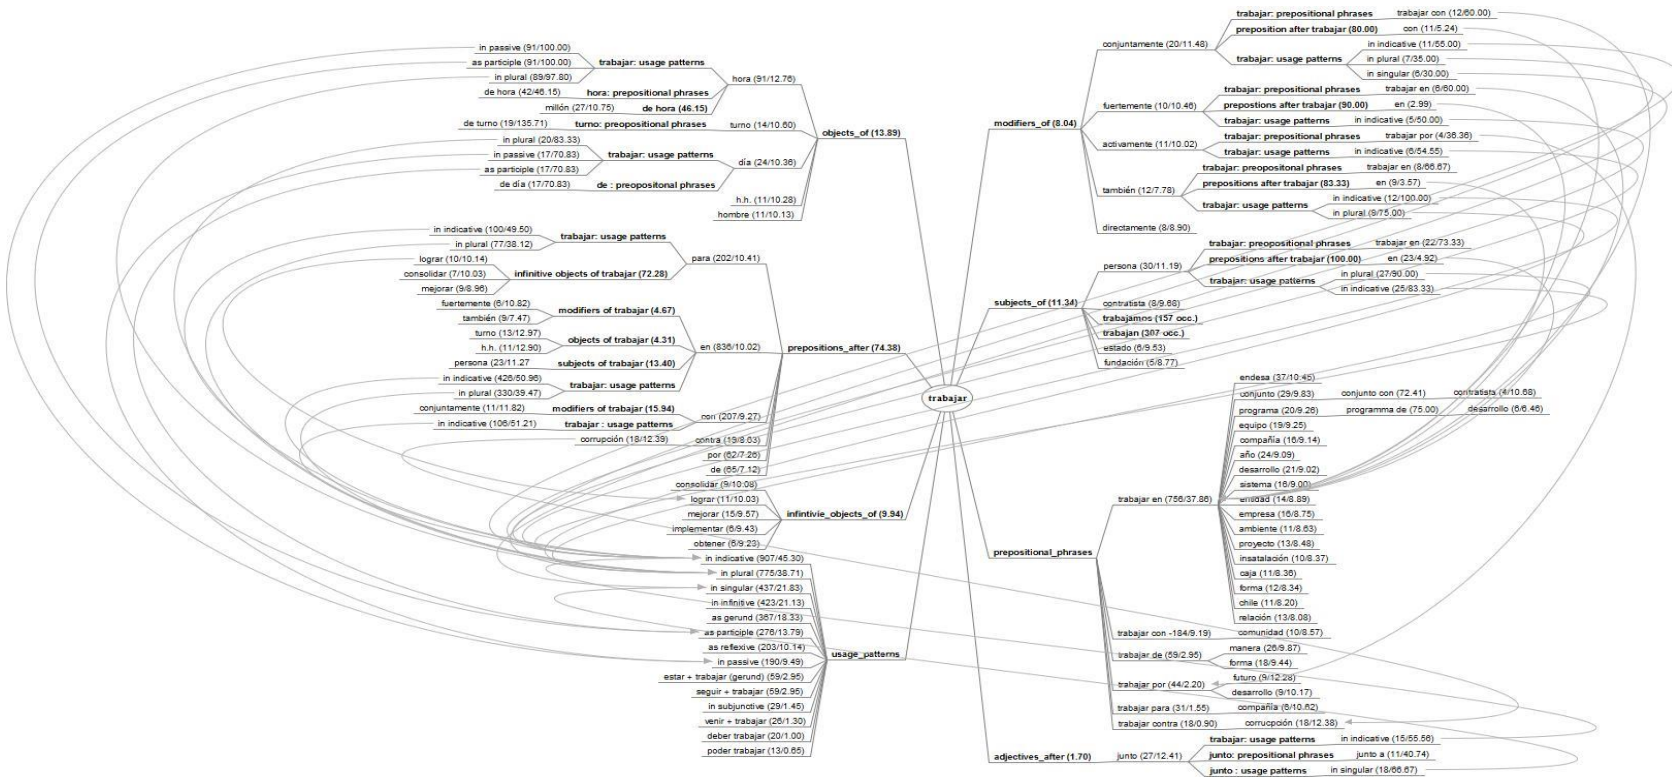 trabajar
objects_of (13.89)
hora (91/12.76)
trabajar: usage patterns
in passive (91/100.00)
as participle (91/100.00)
in plural (89/97.80)
hora: prepositional phrases
de hora (42/46.15)
de hora (46.15)
millón (27/10.75)
turno (14/10.60)
turno: preopositional phrases
de turno (19/135.71)
día (24/10.36)
trabajar: usage patterns
in plural (20/83.33)
in passive (17/70.83)
as participle (17/70.83)
de : preopositonal phrases
de día (17/70.83)
h.h. (11/10.28)
hombre (11/10.13)
prepositions_after (74.38)
para (202/10.41)
trabajar: usage patterns
in indicative (100/49.50)
in plural (77/38.12)
infinitive objects of trabajar (72.28)
lograr (10/10.14)
consolidar (7/10.03)
mejorar (9/8.96)
en (836/10.02)
modifiers of trabajar (4.67)
fuertemente (6/10.82)
también (9/7.47)
objects of trabajar (4.31)
turno (13/12.97)
h.h. (11/12.90)
subjects of trabajar (13.40)
persona (23/11.27
trabajar: usage patterns
in indicative (426/50.96)
in plural (330/39.47)
con (207/9.27)
modifiers of trabajar (15.94)
conjuntamente (11/11.82)
trabajar : usage patterns
in indicative (106/51.21)
contra (19/8.03)
corrupción (18/12.39)
por (62/7.26)
de (65/7.12)
infintivie_objects_of (9.94)
consolidar (9/10.08)
lograr (11/10.03)
mejorar (15/9.57)
implementar (6/9.43)
obtener (6/9.23)
usage_patterns
in indicative (907/45.30)
in plural (775/38.71)
in singular (437/21.83)
in infinitive (423/21.13)
as gerund (367/18.33)
as participle (276/13.79)
as reflexive (203/10.14)
in passive (190/9.49)
estar + trabajar (gerund) (59/2.95)
seguir + trabajar (59/2.95)
in subjunctive (29/1.45)
venir + trabajar (26/1.30)
deber trabajar (20/1.00)
poder trabajar (13/0.65)
modifiers_of (8.04)
conjuntamente (20/11.48)
trabajar: prepositional phrases
trabajar con (12/60.00)
preposition after trabajar (80.00)
con (11/5.24)
trabajar: usage patterns
in indicative (11/55.00)
in plural (7/35.00)
in singular (6/30.00)
fuertemente (10/10.46)
trabajar: prepositional phrases
trabajar en (6/60.00)
prepostions after trabajar (90.00)
en (2.99)
trabajar: usage patterns
in indicative (5/50.00)
activamente (11/10.02)
trabajar: prepositional phrases
trabajar por (4/36.36)
trabajar: usage patterns
in indicative (6/54.55)
también (12/7.78)
trabajar: prepositional phrases
trabajar en (8/66.67)
prepositions after trabajar (83.33)
en (9/3.57)
trabajar: usage patterns
in indicative (12/100.00)
in plural (9/75.00)
directamente (8/8.90)
subjects_of (11.34)
persona (30/11.19)
trabajar: prepositional phrases
trabajar en (22/73.33)
prepositions after trabajar (100.00)
en (23/4.92)
trabajar: usage patterns
in plural (27/90.00)
in indicative (25/83.33)
contratista (8/9.68)
trabajamos (157 occ.)
trabajan (307 occ.)
estado (6/9.53)
fundación (5/8.77)
prepositional_phrases
trabajar en (756/37.86)
endesa (37/10.45)
conjunto (29/9.83)
conjunto con (72.41)
contratista (4/10.68)
programa (20/9.26)
programma de (75.00)
desarrollo (6/6.46)
equipo (19/9.25)
compañía (16/9.14)
año (24/9.09)
desarrollo (21/9.02)
sistema (16/9.00)
entidad (14/8.89)
empresa (16/8.75)
ambiente (11/8.63)
proyecto (13/8.48)
insatalación (10/8.37)
caja (11/8.36)
forma (12/8.34)
chile (11/8.20)
relación (13/8.08)
trabajar con -184/9.19)
comunidad (10/8.57)
trabajar de (59/2.95)
manera (26/9.87)
forma (18/9.44)
trabajar por (44/2.20)
futuro (9/12.28)
desarrollo (9/10.17)
trabajar para (31/1.55)
compañía (6/10.62)
trabajar contra (18/0.90)
corrucpción (18/12.38)
adjectives_after (1.70)
junto (27/12.41)
trabajar: usage patterns
in indicative (15/55.56)
junto: prepositional phrases
junto a (11/40.74)
junto : usage patterns
in singular (18/66.67)